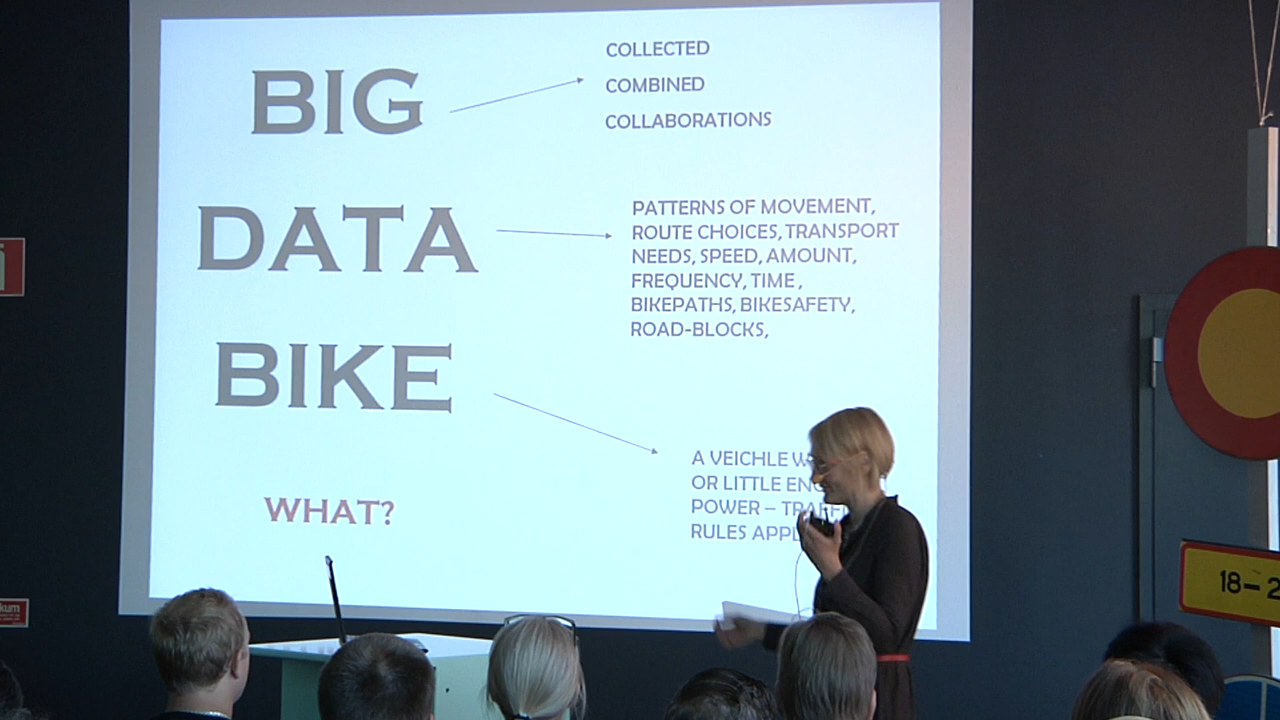 BIG
COLLECTED
COMBINED
COLLABORATIONS
DATA
PATTERNS OF MOVEMENT,
ROUTE CHOICES, TRANSPORT
NEEDS, SPEED, AMOUNT,
FREQUENCY, TIME ,
BIKEPATHS, BIKESAFETY,
ROAD-BLOCKS,
BIKE
A VEICHLE
OR LITTLE
POWER – 
RULES
WHAT?
18–